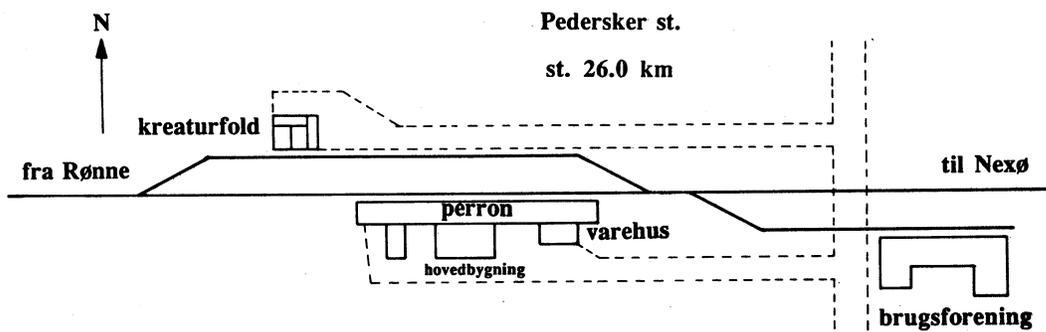 N
Pedersker st.
st. 26.0 km
kreaturfold
fra Rønne
til Nexø
perron
varehus
hovedbygning
brugsforening